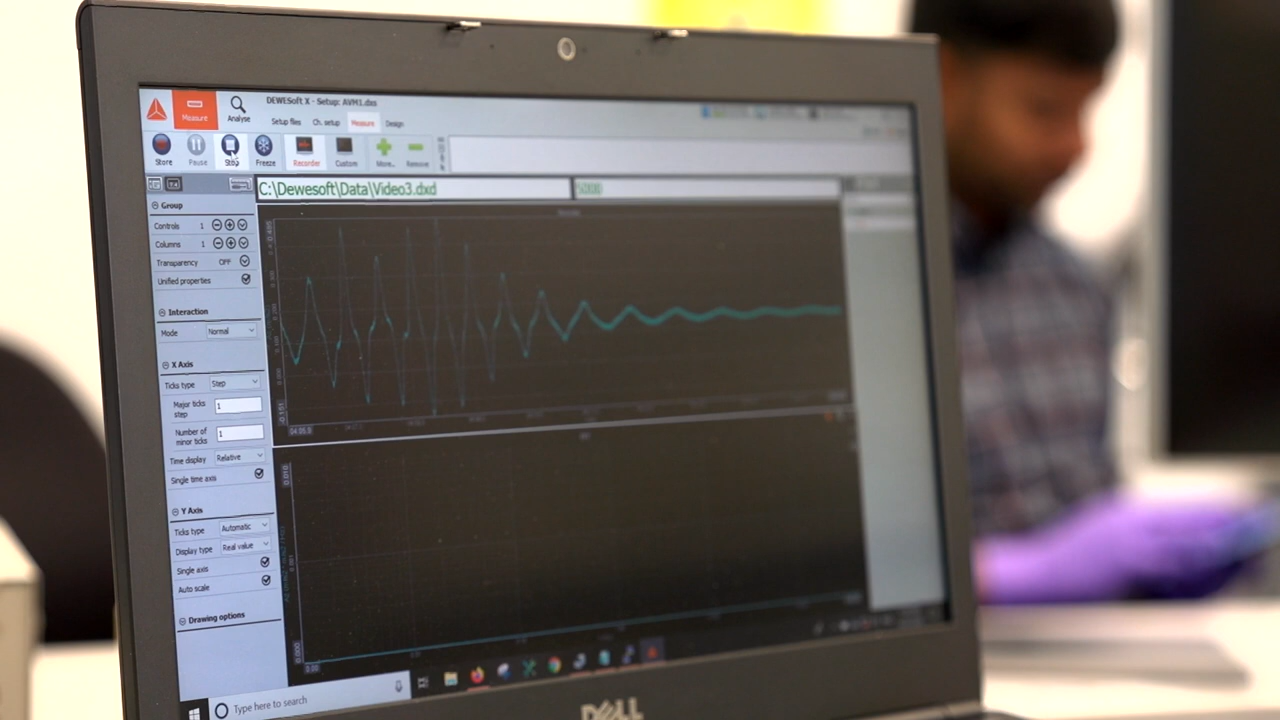 DEWESoft X - Setup: AVM1.dxs
Measure
Analyse
Setup files Ch. setup Measure Design
Store Pause Stop Freeze Recorder Custom More... Remove
C:\Dewesoft\Data\Video3.dxd
5000
Group
Controls 1
Columns 1
Transparency OFF
Unified properties
Interaction
Mode Normal
X Axis
Ticks type Step
Major ticks step 1
Number of minor ticks 1
Time display Relative
Single time axis
Y Axis
Ticks type Automatic
Display type Real value
Single axis
Auto scale
Drawing options
Type here to search
DELL